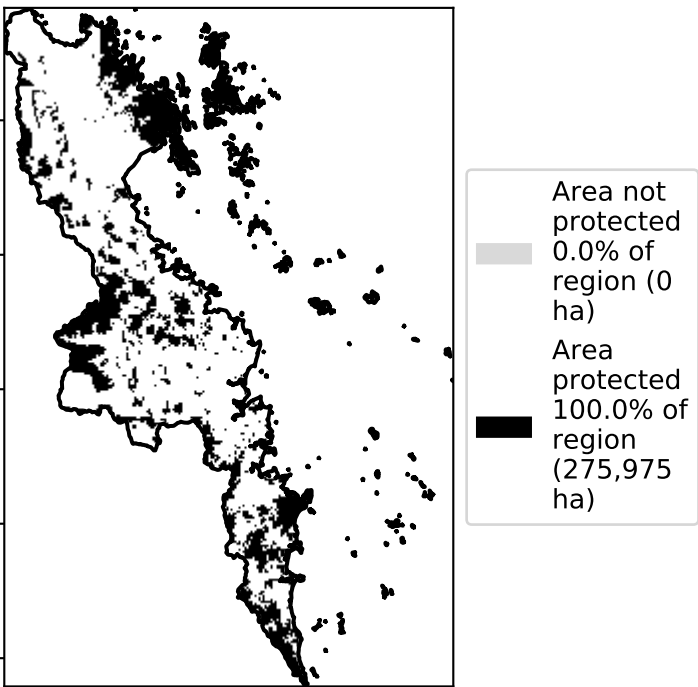 Area not
protected
0.0% of
region (0
ha)
Area
protected
100.0% of
region
(275,975
ha)